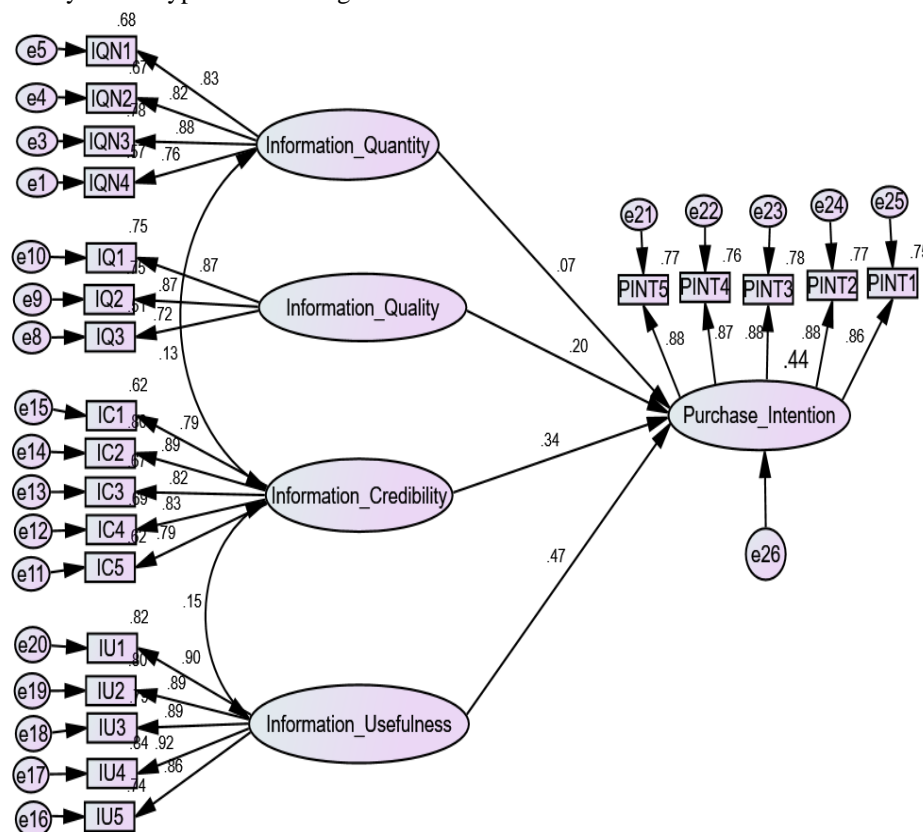 .68
e5
IQN1
.67
.83
e4
IQN2
.82
.78
e3
IQN3
.88
.57
.76
e1
IQN4
Information_Quantity
.75
e10
IQ1
.75
.87
e9
IQ2
.87
.51
.72
e8
IQ3
Information_Quality
.13
.62
e15
IC1
.79
e14
IC2
.89
.67
e13
IC3
.82
.69
.83
e12
IC4
.62
.79
e11
IC5
Information_Credibility
.15
.82
e20
IU1
.80
.90
e19
IU2
.89
e18
IU3
.89
.84
.92
e17
IU4
.86
.74
e16
IU5
Information_Usefulness
.07
.20
.34
.47
e21
e22
e23
e24
e25
.77
.76
.78
.77
PINT5
PINT4
PINT3
PINT2
PINT1
.88
.87
.88
.88
.86
.44
Purchase_Intention
e26